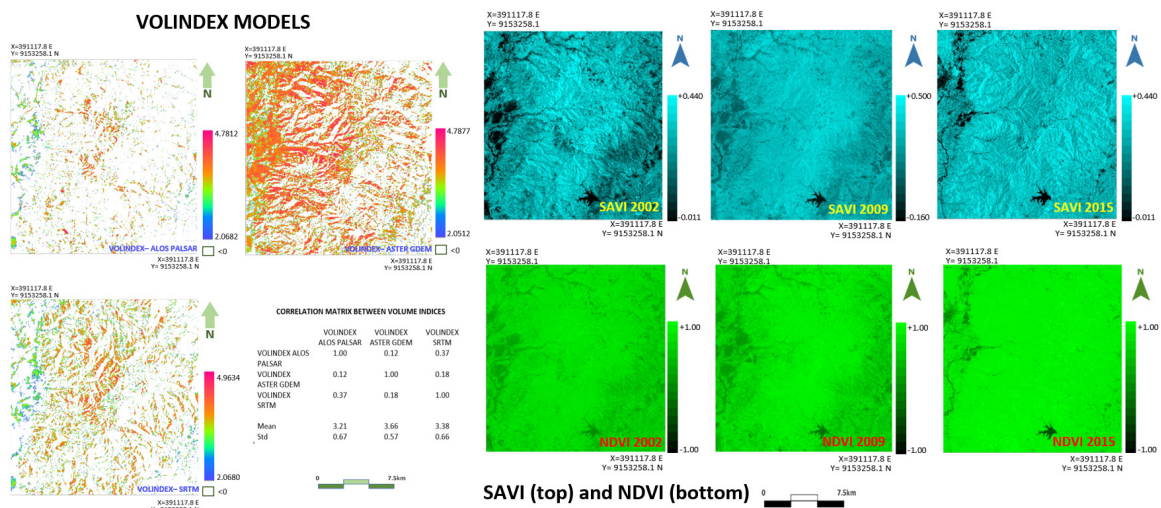 VOLINDEX MODELS
X=391117.8 E
Y= 9153258.1 N
N
4.7812
2.0682
VOLINDEX– ALOS PALSAR
<0
X=391117.8 E
Y= 9153258.1 N
X=391117.8 E
Y= 9153258.1 N
N
4.7877
2.0512
VOLINDEX– ASTER GDEM
<0
X=391117.8 E
Y= 9153258.1 N
X=391117.8 E
Y= 9153258.1 N
N
4.9634
2.0680
VOLINDEX– SRTM
<0
X=391117.8 E
Y= 9153258.1 N
CORRELATION MATRIX BETWEEN VOLUME INDICES
VOLINDEX VOLINDEX VOLINDEX
ALOS PALSAR ASTER GDEM SRTM
VOLINDEX ALOS 1.00 0.12 0.37
PALSAR
VOLINDEX 0.12 1.00 0.18
ASTER GDEM
VOLINDEX 0.37 0.18 1.00
SRTM
Mean 3.21 3.66 3.38
Std 0.67 0.57 0.66
0 7.5km
X=391117.8 E
Y= 9153258.1 N
N
+0.440
-0.011
SAVI 2002
X=391117.8 E
Y= 9153258.1 N
X=391117.8 E
Y= 9153258.1 N
N
+0.500
-0.160
SAVI 2009
X=391117.8 E
Y= 9153258.1 N
X=391117.8 E
Y= 9153258.1 N
N
+0.440
-0.011
SAVI 2015
X=391117.8 E
Y= 9153258.1 N
X=391117.8 E
Y= 9153258.1 N
N
+1.00
-1.00
NDVI 2002
X=391117.8 E
Y= 9153258.1 N
X=391117.8 E
Y= 9153258.1 N
N
+1.00
-1.00
NDVI 2009
X=391117.8 E
Y= 9153258.1 N
X=391117.8 E
Y= 9153258.1 N
N
+1.00
-1.00
NDVI 2015
X=391117.8 E
Y= 9153258.1 N
SAVI (top) and NDVI (bottom)
0 7.5km